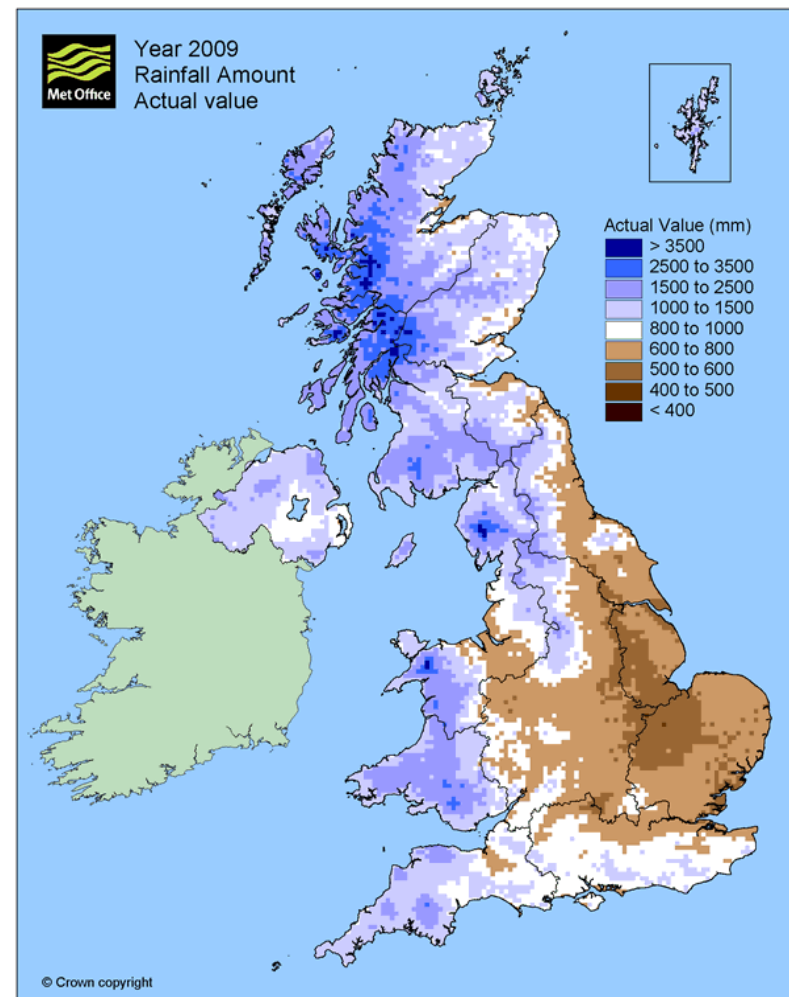 Met Office
Year 2009
Rainfall Amount
Actual value
Actual Value (mm)
> 3500
2500 to 3500
1500 to 2500
1000 to 1500
800 to 1000
600 to 800
500 to 600
400 to 500
< 400
© Crown copyright